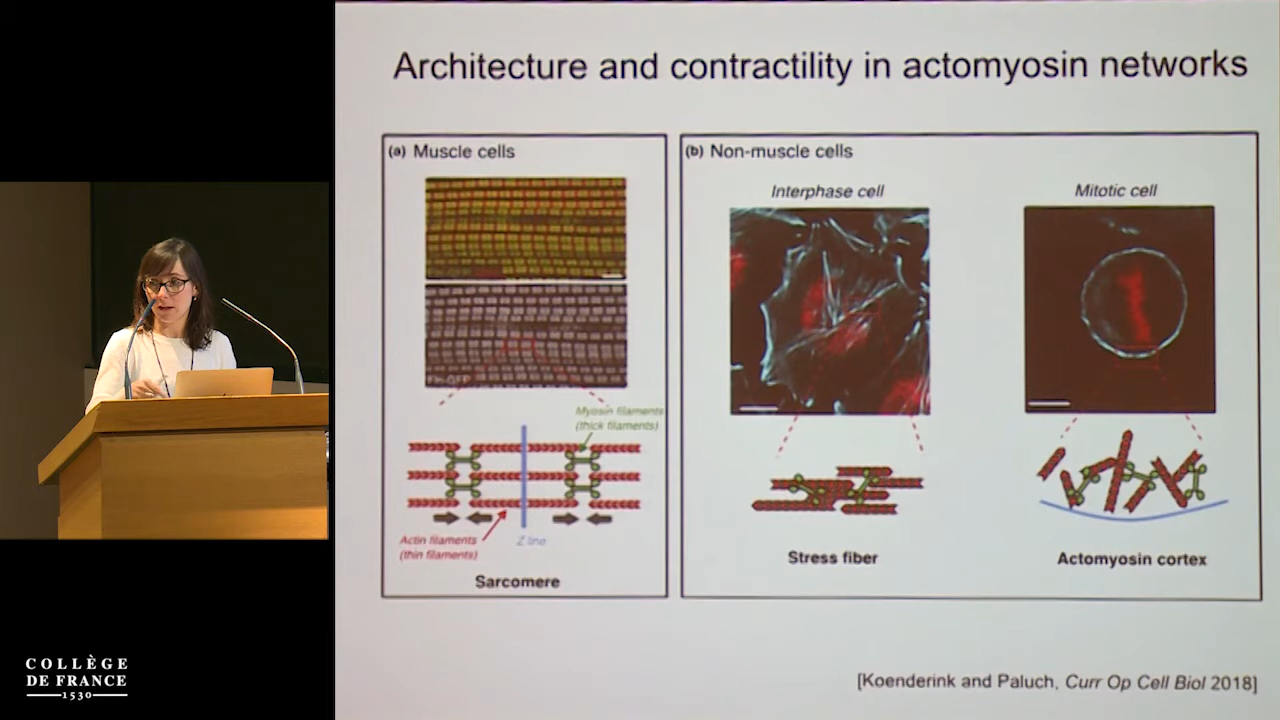 Architecture and contractility in actomyosin networks
(a) Muscle cells
Myosin filaments
(thick filaments)
Actin filaments
(thin filaments)
Z line
Sarcomere
(b) Non-muscle cells
Interphase cell
Mitotic cell
Stress fiber
Actomyosin cortex
[Koenderink and Paluch, Curr Op Cell Biol 2018]
COLLÈGE
DE FRANCE
1530